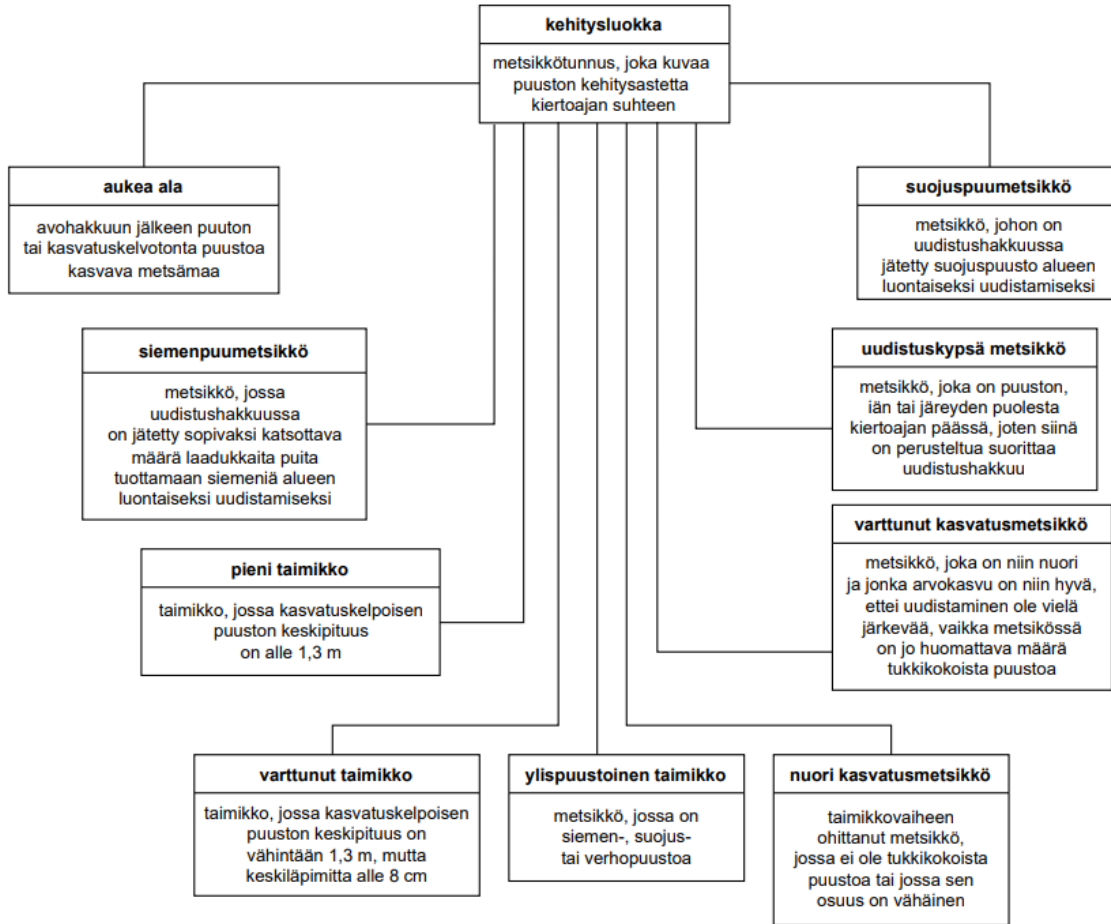 kehitysluokka
metsikkötunnus, joka kuvaa
puuston kehitysastetta
kiertoajan suhteen
aukea ala
avohakkuun jälkeen puuton
tai kasvatuskelvotonta puustoa
kasvava metsämaa
suojuspuumetsikkö
metsikkö, johon on
uudistushakkuussa
jätetty suojuspuusto alueen
luontaiseksi uudistamiseksi
siemenpuumetsikkö
metsikkö, jossa
uudistushakkuussa
on jätetty sopivaksi katsottava
määrä laadukkaita puita
tuottamaan siemeniä alueen
luontaiseksi uudistamiseksi
uudistuskypsä metsikkö
metsikkö, joka on puuston,
iän tai järeyden puolesta
kiertoajan päässä, joten siinä
on perusteltua suorittaa
uudistushakkuu
pieni taimikko
taimikko, jossa kasvatuskelpoisen
puuston keskipituus
on alle 1,3 m
varttunut kasvatusmetsikkö
metsikkö, joka on niin nuori
ja jonka arvokasvu on niin hyvä,
ettei uudistaminen ole vielä
järkevää, vaikka metsikössä
on jo huomattava määrä
tukkikokoista puustoa
varttunut taimikko
taimikko, jossa kasvatuskelpoisen
puuston keskipituus on
vähintään 1,3 m, mutta
keskiläpimitta alle 8 cm
ylispuustoinen taimikko
metsikkö, jossa on
siemen-, suojus-
tai verhopuustoa
nuori kasvatusmetsikkö
taimikkovaiheen
ohittanut metsikkö,
jossa ei ole tukkikokoista
puustoa tai jossa sen
osuus on vähäinen